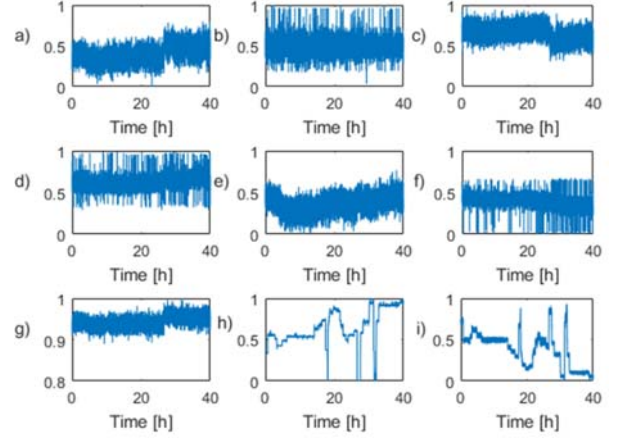 a) 1 0.5 0 0 20 40 Time [h]
b) 1 0.5 0 0 20 40 Time [h]
c) 1 0.5 0 0 20 40 Time [h]
d) 1 0.5 0 0 20 40 Time [h]
e) 1 0.5 0 0 20 40 Time [h]
f) 1 0.5 0 0 20 40 Time [h]
g) 1 0.9 0.8 0 20 40 Time [h]
h) 1 0.5 0 0 20 40 Time [h]
i) 1 0.5 0 0 20 40 Time [h]